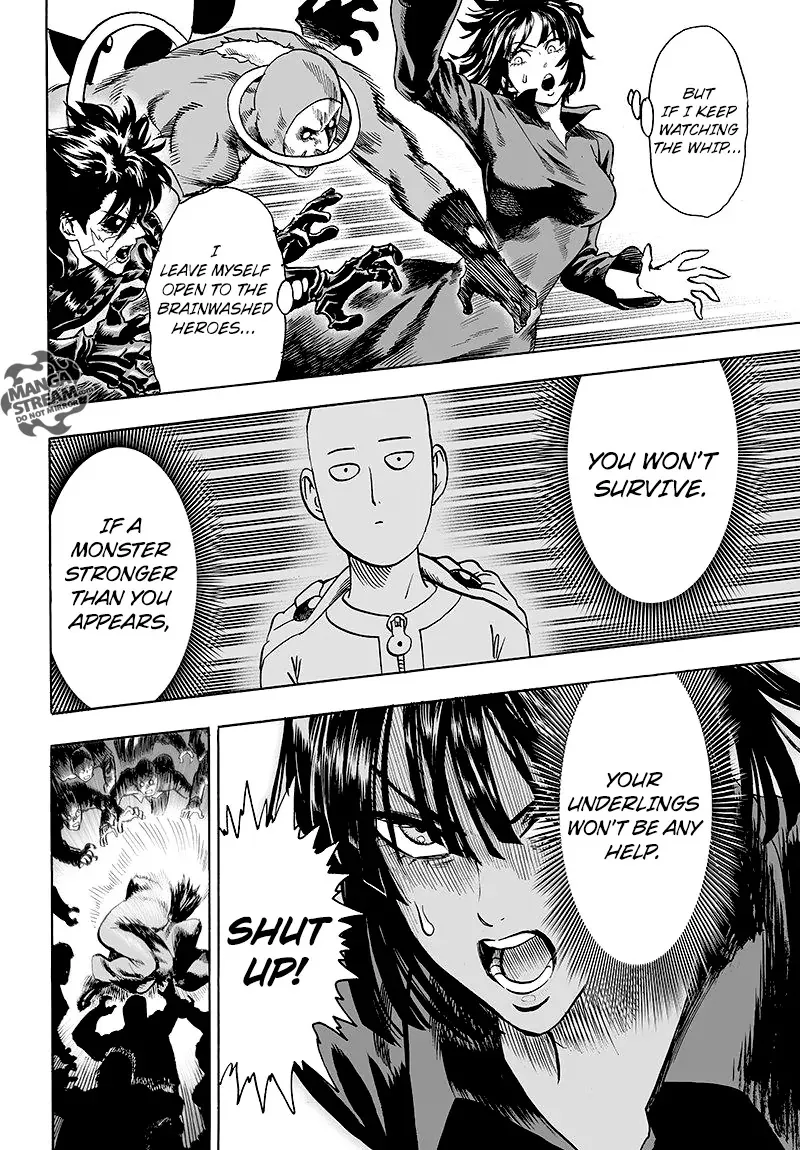 BUT
IF I KEEP
WATCHING
THE WHIP...
I
LEAVE MYSELF
OPEN TO THE
BRAINWASHED
HEROES...
MANGA
STREAM
DO NOT MIRROR
YOU WON'T
SURVIVE.
IF A
MONSTER
STRONGER
THAN YOU
APPEARS,
YOUR
UNDERLINGS
WON'T BE ANY
HELP.
SHUT
UP!